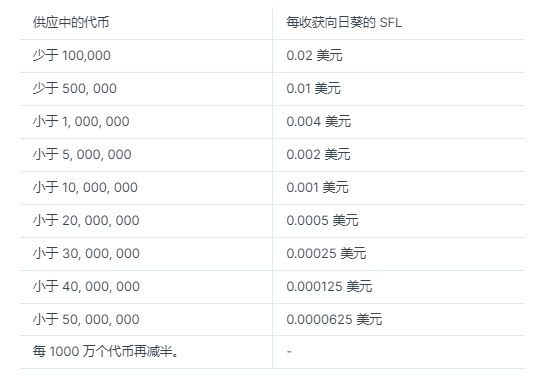 供应中的代币 每收获向日葵的 SFL
少于 100,000 0.02 美元
少于 500, 000 0.01 美元
小于 1, 000, 000 0.004 美元
小于 5, 000, 000 0.002 美元
小于 10, 000, 000 0.001 美元
小于 20, 000, 000 0.0005 美元
小于 30, 000, 000 0.00025 美元
小于 40, 000, 000 0.000125 美元
小于 50, 000, 000 0.0000625 美元
每 1000 万个代币再减半。 -